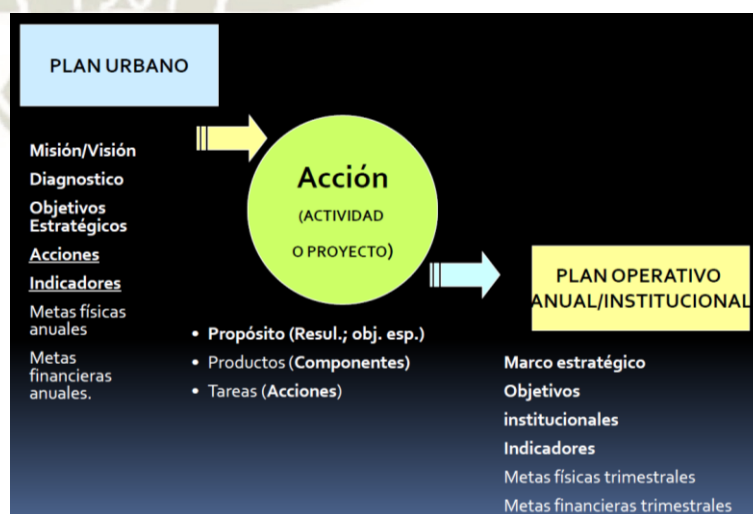 PLAN URBANO
Misión/Visión
Diagnostico
Objetivos
Estratégicos
Acciones
Indicadores
Metas físicas
anuales
Metas
financieras
anuales.
Acción
(ACTIVIDAD
O PROYECTO)
• Propósito (Resul.; obj. esp.)
• Productos (Componentes)
• Tareas (Acciones)
PLAN OPERATIVO
ANUAL/INSTITUCIONAL
Marco estratégico
Objetivos
institucionales
Indicadores
Metas físicas trimestrales
Metas financieras trimestrales